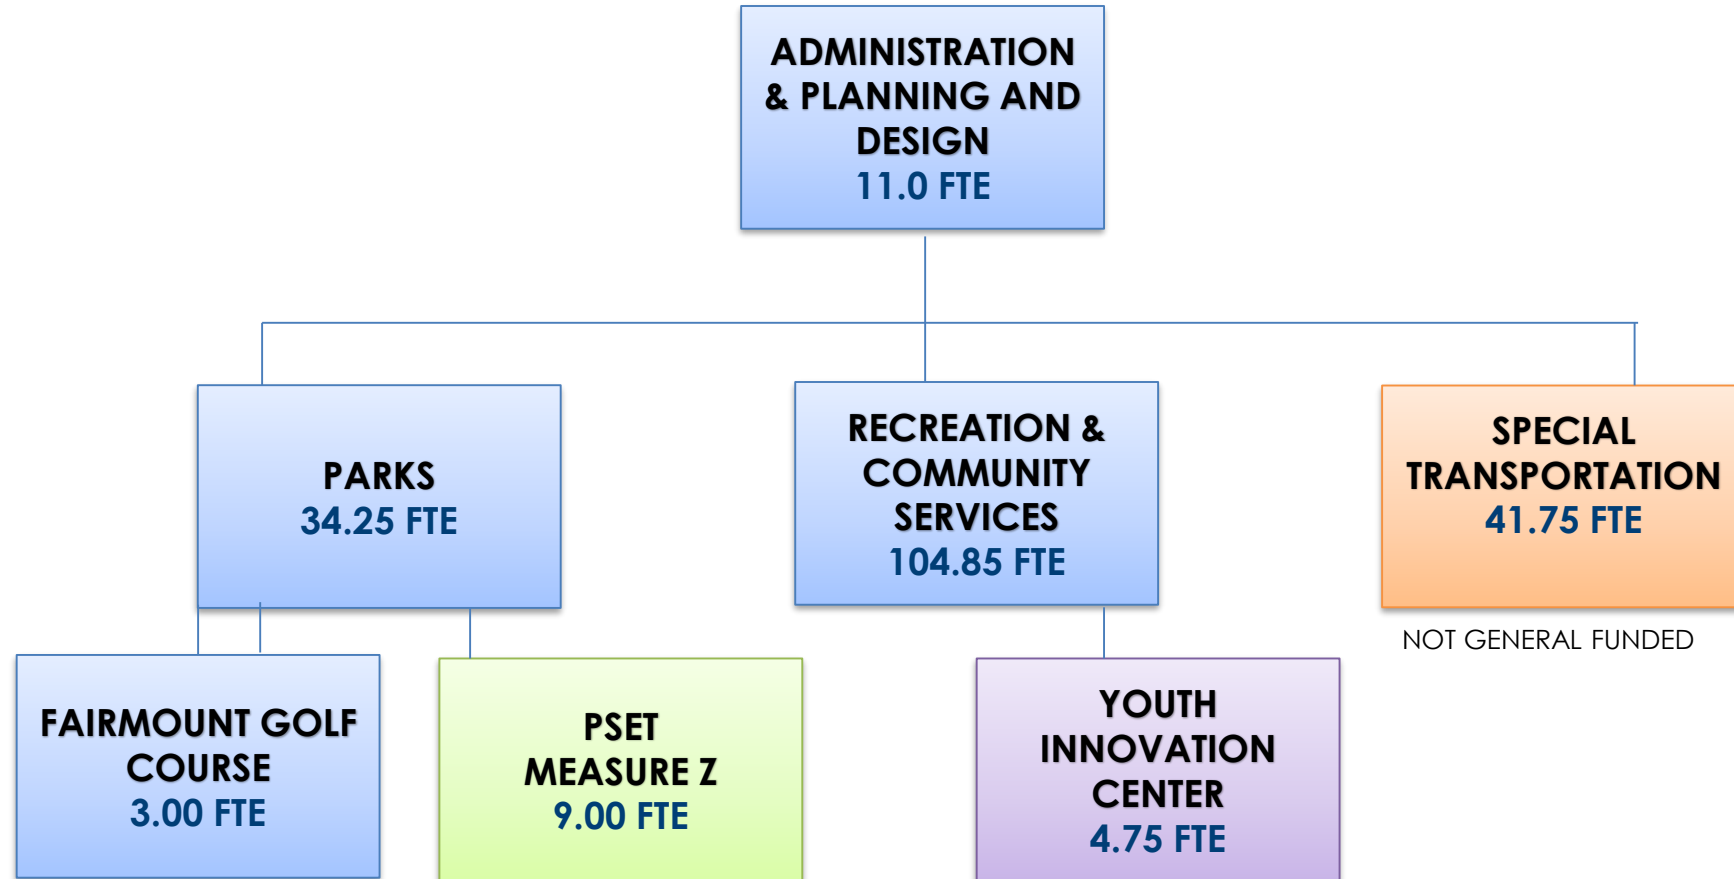 ADMINISTRATION
& PLANNING AND
DESIGN
11.0 FTE
PARKS
34.25 FTE
RECREATION &
COMMUNITY
SERVICES
104.85 FTE
SPECIAL
TRANSPORTATION
41.75 FTE
NOT GENERAL FUNDED
FAIRMOUNT GOLF
COURSE
3.00 FTE
PSET
MEASURE Z
9.00 FTE
YOUTH
INNOVATION
CENTER
4.75 FTE